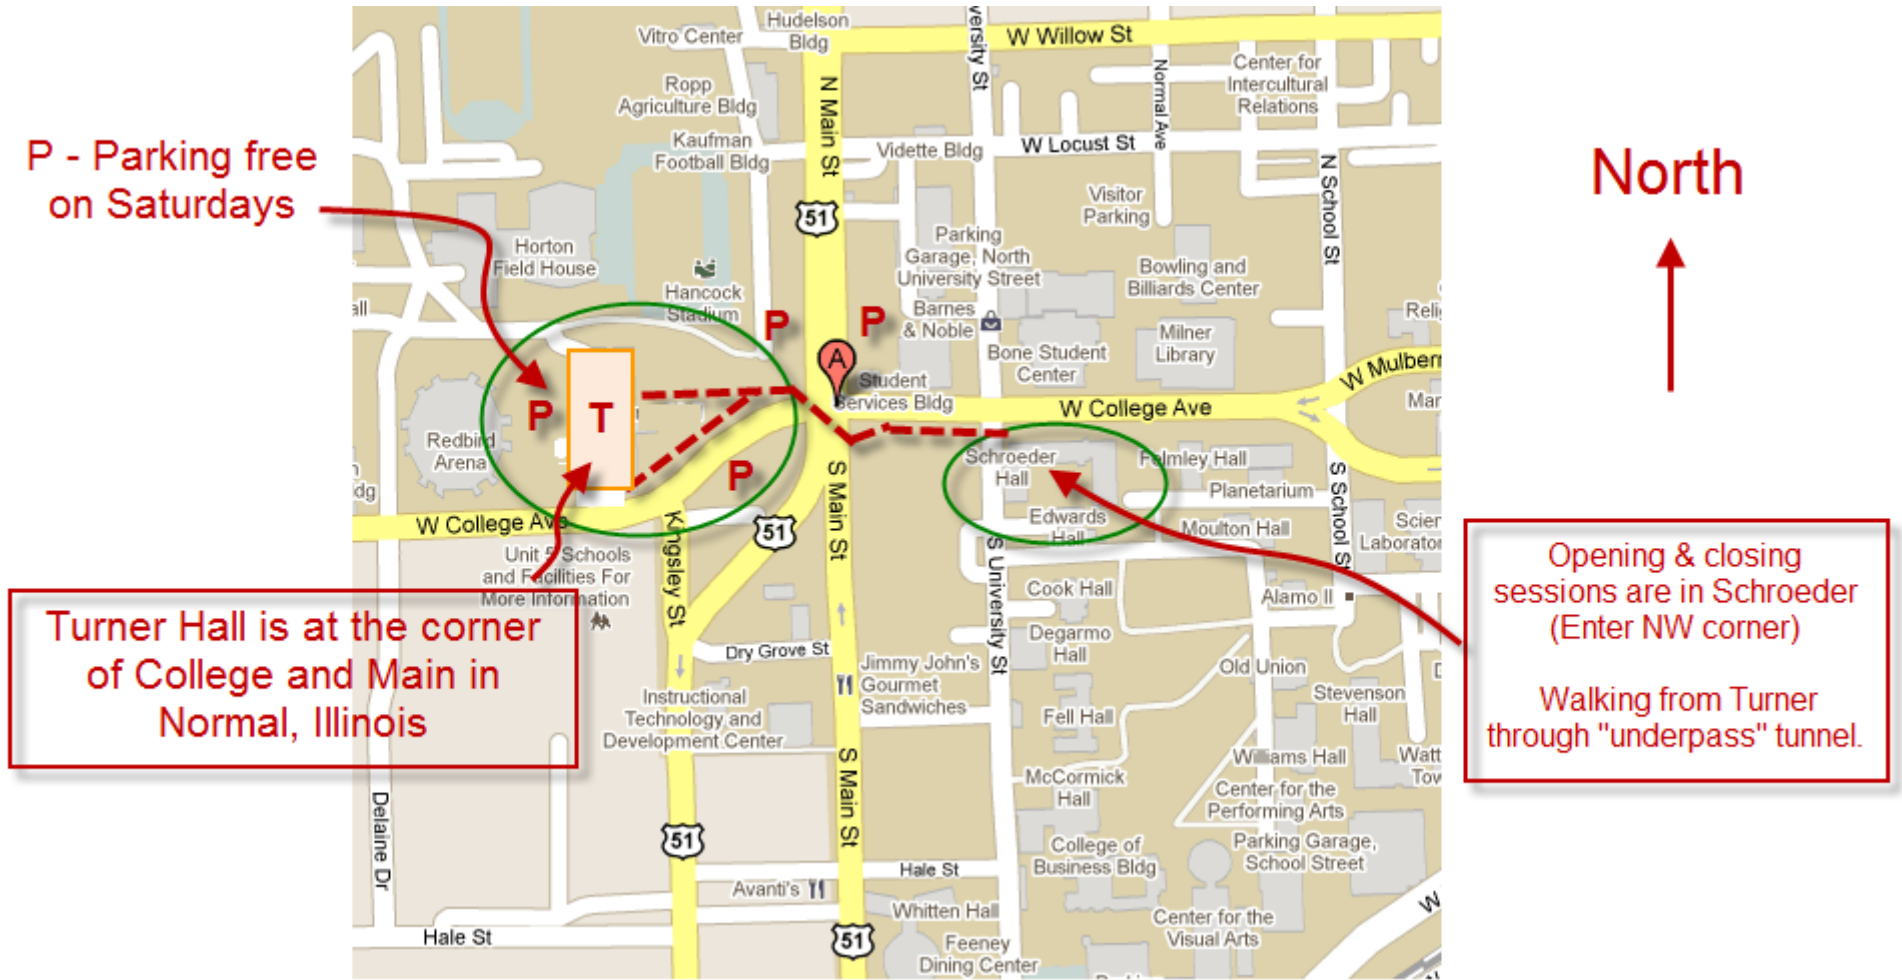 P - Parking free
on Saturdays
Turner Hall is at the corner
of College and Main in
Normal, Illinois
North
Opening & closing
sessions are in Schroeder
(Enter NW corner)
Walking from Turner
through "underpass" tunnel.
Vitro Center
Hudelson
Bldg
W Willow St
Ropp
Agriculture Bldg
Kaufman
Football Bldg
N Main St
Vidette Bldg
W Locust St
Normal Ave
Center for
Intercultural
Relations
N School St
Visitor
Parking
51
Horton
Field House
Hancock
Stadium
Parking
Garage, North
University Street
Barnes
& Noble
Bowling and
Billiards Center
Milner
Library
Bone Student
Center
W Mulberr
P
P
A
Student
Services Bldg
W College Ave
P
T
Redbird
Arena
P
W College Ave
Kingsley St
51
S Main St
Schroeder
Hall
Felmley Hall
Planetarium
Edwards
Hall
Moulton Hall
S School St
Scien
Laborator
Unit 5 Schools
and Facilities For
More Information
S University St
Cook Hall
Alamo II
Degarmo
Hall
Dry Grove St
Jimmy John's
Gourmet
Sandwiches
Old Union
Stevenson
Hall
Instructional
Technology and
Development Center
Fell Hall
Williams Hall
Watt
Tow
S Main St
McCormick
Hall
Center for the
Performing Arts
Delaine Dr
51
College of
Business Bldg
Parking Garage,
School Street
Hale St
Avanti's
Whitten Hall
Center for the
Visual Arts
W
Hale St
51
Feeney
Dining Center